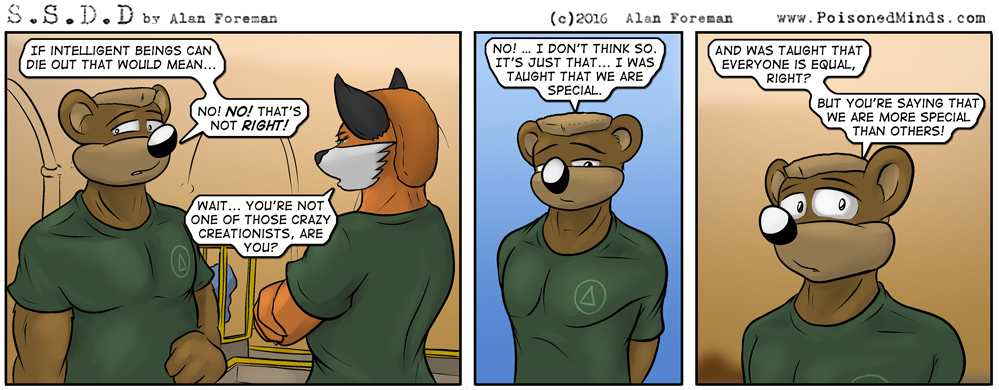 S.S.D.D by Alan Foreman (c)2016 Alan Foreman www.PoisonedMinds.com
IF INTELLIGENT BEINGS CAN
DIE OUT THAT WOULD MEAN...
NO! NO! THAT'S
NOT RIGHT!
WAIT... YOU'RE NOT
ONE OF THOSE CRAZY
CREATIONISTS, ARE
YOU?
NO! ... I DON'T THINK SO.
IT'S JUST THAT... I WAS
TAUGHT THAT WE ARE
SPECIAL.
AND WAS TAUGHT THAT
EVERYONE IS EQUAL,
RIGHT?
BUT YOU'RE SAYING THAT
WE ARE MORE SPECIAL
THAN OTHERS!